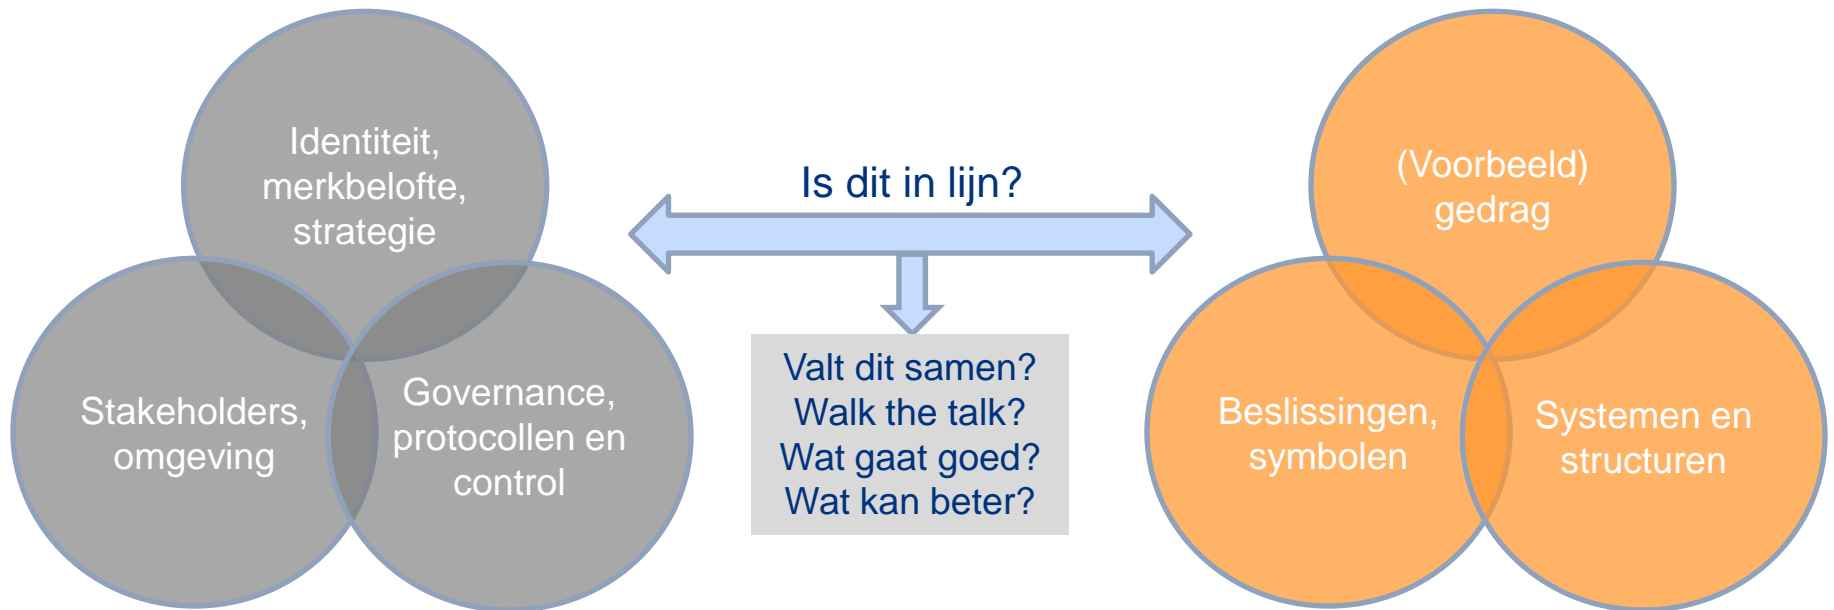 Identiteit,
merkbelofte,
strategie
Stakeholders,
omgeving
Governance,
protocollen en
control
Is dit in lijn?
Valt dit samen?
Walk the talk?
Wat gaat goed?
Wat kan beter?
(Voorbeeld)
gedrag
Beslissingen,
symbolen
Systemen en
structuren